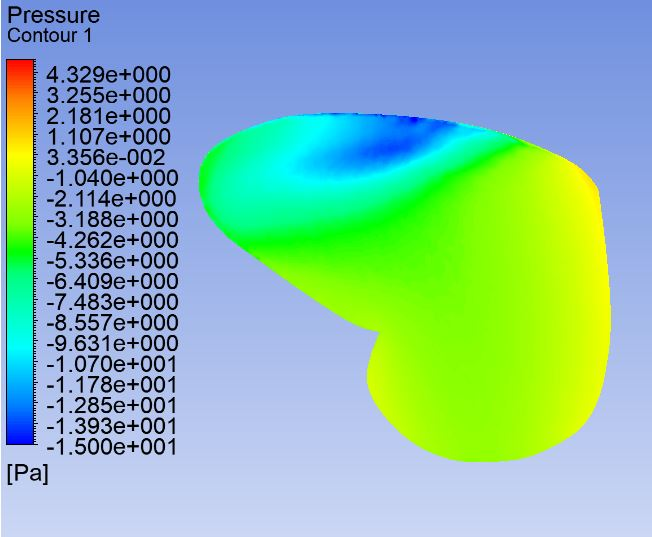 Pressure
Contour 1
4.329e+000
3.255e+000
2.181e+000
1.107e+000
3.356e-002
-1.040e+000
-2.114e+000
-3.188e+000
-4.262e+000
-5.336e+000
-6.409e+000
-7.483e+000
-8.557e+000
-9.631e+000
-1.070e+001
-1.178e+001
-1.285e+001
-1.393e+001
-1.500e+001
[Pa]